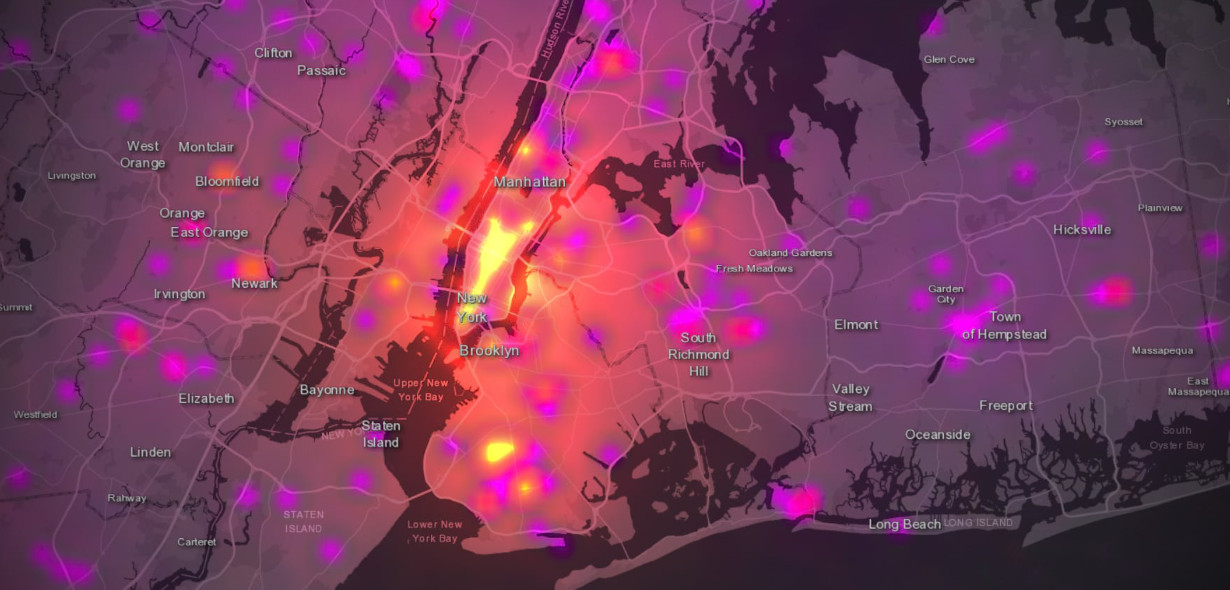 Hudson River
Glen Cove
Clifton
Passaic
Syosset
West
Orange
Montclair
East River
Livingston
Bloomfield
Manhattan
Plainview
Orange
East Orange
Hicksville
Oakland Gardens
Fresh Meadows
Newark
Irvington
Garden
City
New
York
Summit
Town
of Hempstead
Elmont
South
Richmond
Hill
Brooklyn
Massapequa
Upper New
York Bay
Bayonne
East
Massapequa
Valley
Stream
Elizabeth
Freeport
Westfield
Staten
Island
NEW YO
Oceanside
South
Oyster Bay
Linden
Rahway
STATEN
ISLAND
Long Beach
LONG ISLAND
Lower New
York Bay
Carteret